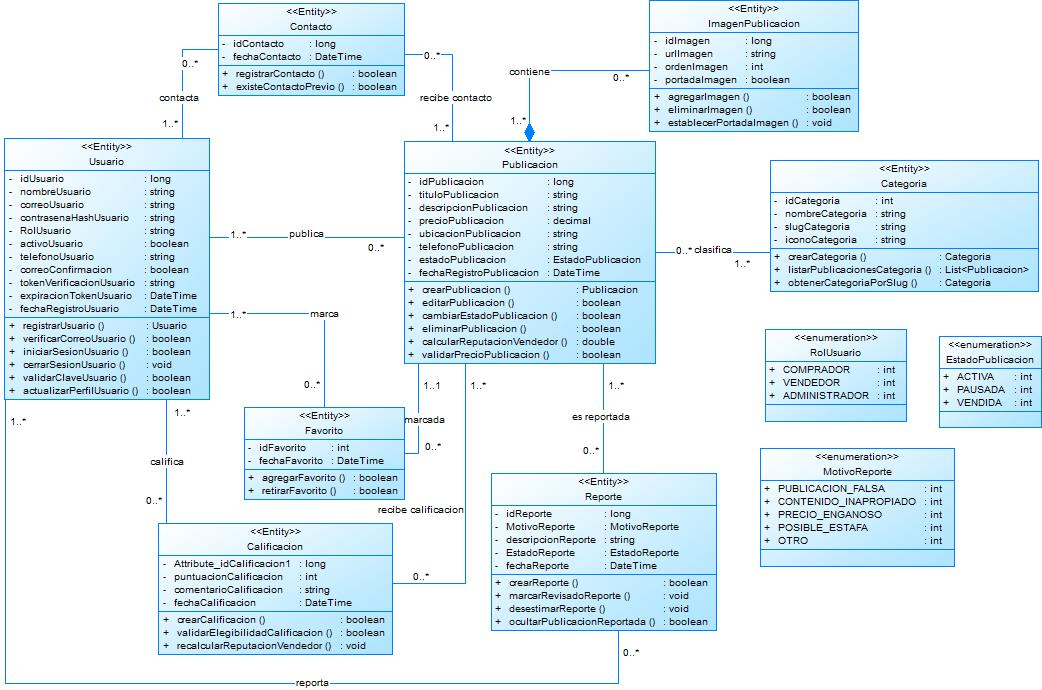 <<Entity>>
Contacto
- idContacto : long
- fechaContacto : DateTime
+ registrarContacto () : boolean
+ existeContactoPrevio () : boolean
<<Entity>>
ImagenPublicacion
- idImagen : long
- urlImagen : string
- ordenImagen : int
- portadaImagen : boolean
+ agregarImagen () : boolean
+ eliminarImagen () : boolean
+ establecerPortadaImagen () : void
0..*
contacta
1..*
0..*
recibe contacto
1..*
contiene
0..*
1..*
<<Entity>>
Usuario
- idUsuario : long
- nombreUsuario : string
- correoUsuario : string
- contrasenaHashUsuario : string
- RolUsuario : string
- activoUsuario : boolean
- telefonoUsuario : string
- correoConfirmacion : boolean
- tokenVerificacionUsuario : string
- expiracionTokenUsuario : DateTime
- fechaRegistroUsuario : DateTime
+ registrarUsuario () : Usuario
+ verificarCorreoUsuario () : boolean
+ iniciarSesionUsuario () : boolean
+ cerrarSesionUsuario () : void
+ validarClaveUsuario () : boolean
+ actualizarPerfilUsuario () : boolean
1..*
publica
0..*
<<Entity>>
Publicacion
- idPublicacion : long
- tituloPublicacion : string
- descripcionPublicacion : string
- precioPublicacion : decimal
- ubicacionPublicacion : string
- telefonoPublicacion : string
- estadoPublicacion : EstadoPublicacion
- fechaRegistroPublicacion : DateTime
+ crearPublicacion () : Publicacion
+ editarPublicacion () : boolean
+ cambiarEstadoPublicacion () : boolean
+ eliminarPublicacion () : boolean
+ calcularReputacionVendedor () : double
+ validarPrecioPublicacion () : boolean
0..*
clasifica
1..*
<<Entity>>
Categoria
- idCategoria : int
- nombreCategoria : string
- slugCategoria : string
- iconoCategoria : string
+ crearCategoria () : Categoria
+ listarPublicacionesCategoria () : List<Publicacion>
+ obtenerCategoriaPorSlug () : Categoria
1..*
marca
0..*
<<enumeration>>
RolUsuario
+ COMPRADOR : int
+ VENDEDOR : int
+ ADMINISTRADOR : int
<<enumeration>>
EstadoPublicacion
+ ACTIVA : int
+ PAUSADA : int
+ VENDIDA : int
1..1
marcada
0..*
1..*
1..*
es reportada
0..*
1..*
1..*
califica
0..*
<<Entity>>
Favorito
- idFavorito : int
- fechaFavorito : DateTime
+ agregarFavorito () : boolean
+ retirarFavorito () : boolean
recibe calificacion
0..*
<<enumeration>>
MotivoReporte
+ PUBLICACION_FALSA : int
+ CONTENIDO_INAPROPIADO : int
+ PRECIO_ENGANOSO : int
+ POSIBLE_ESTAFA : int
+ OTRO : int
<<Entity>>
Reporte
- idReporte : long
- MotivoReporte : MotivoReporte
- descripcionReporte : string
- EstadoReporte : EstadoReporte
- fechaReporte : DateTime
+ crearReporte () : boolean
+ marcarRevisadoReporte () : void
+ desestimarReporte () : void
+ ocultarPublicacionReportada () : boolean
<<Entity>>
Calificacion
- Attribute_idCalificacion1 : long
- puntuacionCalificacion : int
- comentarioCalificacion : string
- fechaCalificacion : DateTime
+ crearCalificacion () : boolean
+ validarElegibilidadCalificacion () : boolean
+ recalcularReputacionVendedor () : void
0..*
reporta